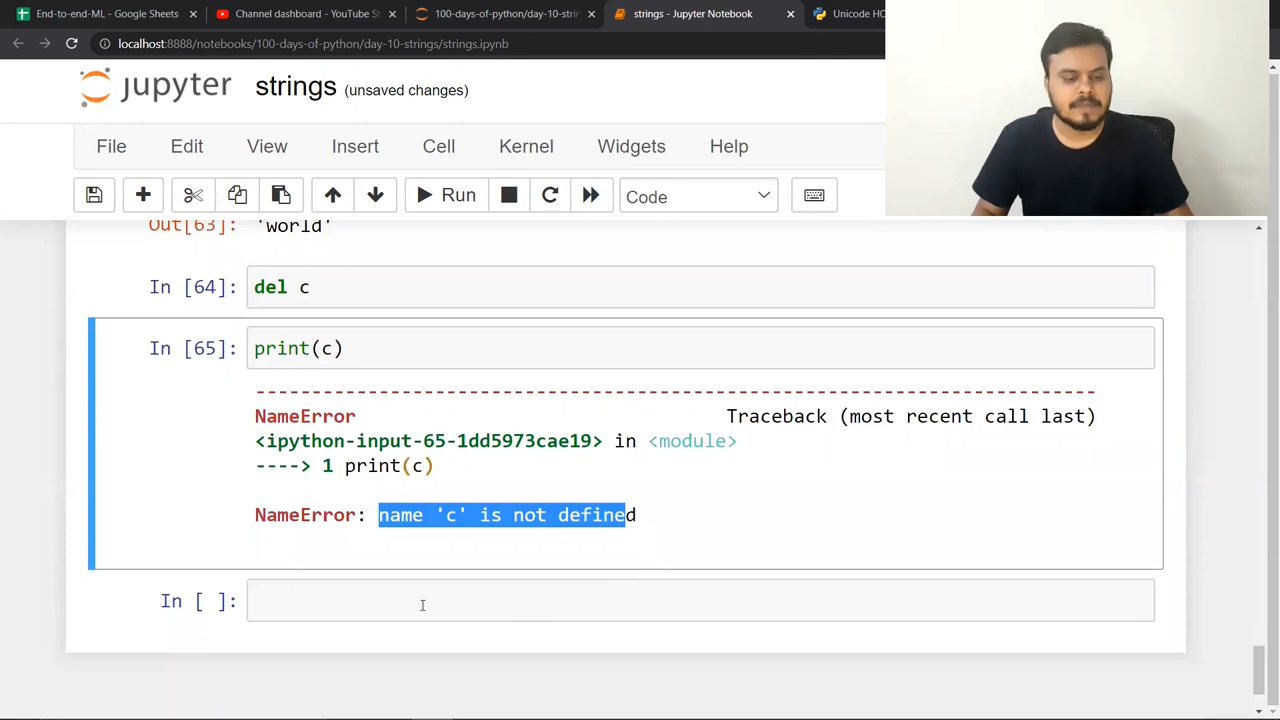 End-to-end-ML - Google Sheets
Channel dashboard - YouTube S
100-days-of-python/day-10-strin
strings - Jupyter Notebook
Unicode HO
localhost:8888/notebooks/100-days-of-python/day-10-strings/strings.ipynb
jupyter strings (unsaved changes)
File Edit View Insert Cell Kernel Widgets Help
Run Code
Out[63]: 'world'
In [64]: del c
In [65]: print(c)
---------------------------------------------------------------------------
NameError Traceback (most recent call last)
<ipython-input-65-1dd5973cae19> in <module>
----> 1 print(c)
NameError: name 'c' is not defined
In [ ]: